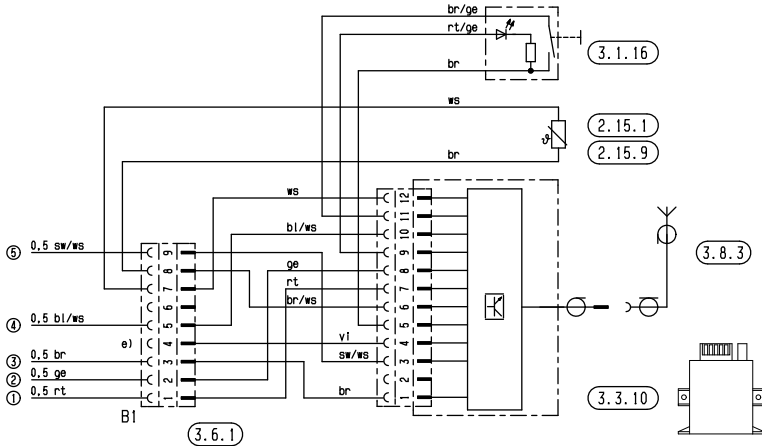 br/ge
rt/ge
br
3.1.16
ws
2.15.1
br
2.15.9
ws
12
11
bl/ws
10
⑤ 0,5 sw/ws
9
9
3.8.3
8
ge
8
7
rt
7
6
br/ws
6
④ 0,5 bl/ws
5
5
e)
4
vi
4
③ 0,5 br
3
sw/ws
3
② 0,5 ge
2
2
① 0,5 rt
1
br
1
3.3.10
B1
3.6.1